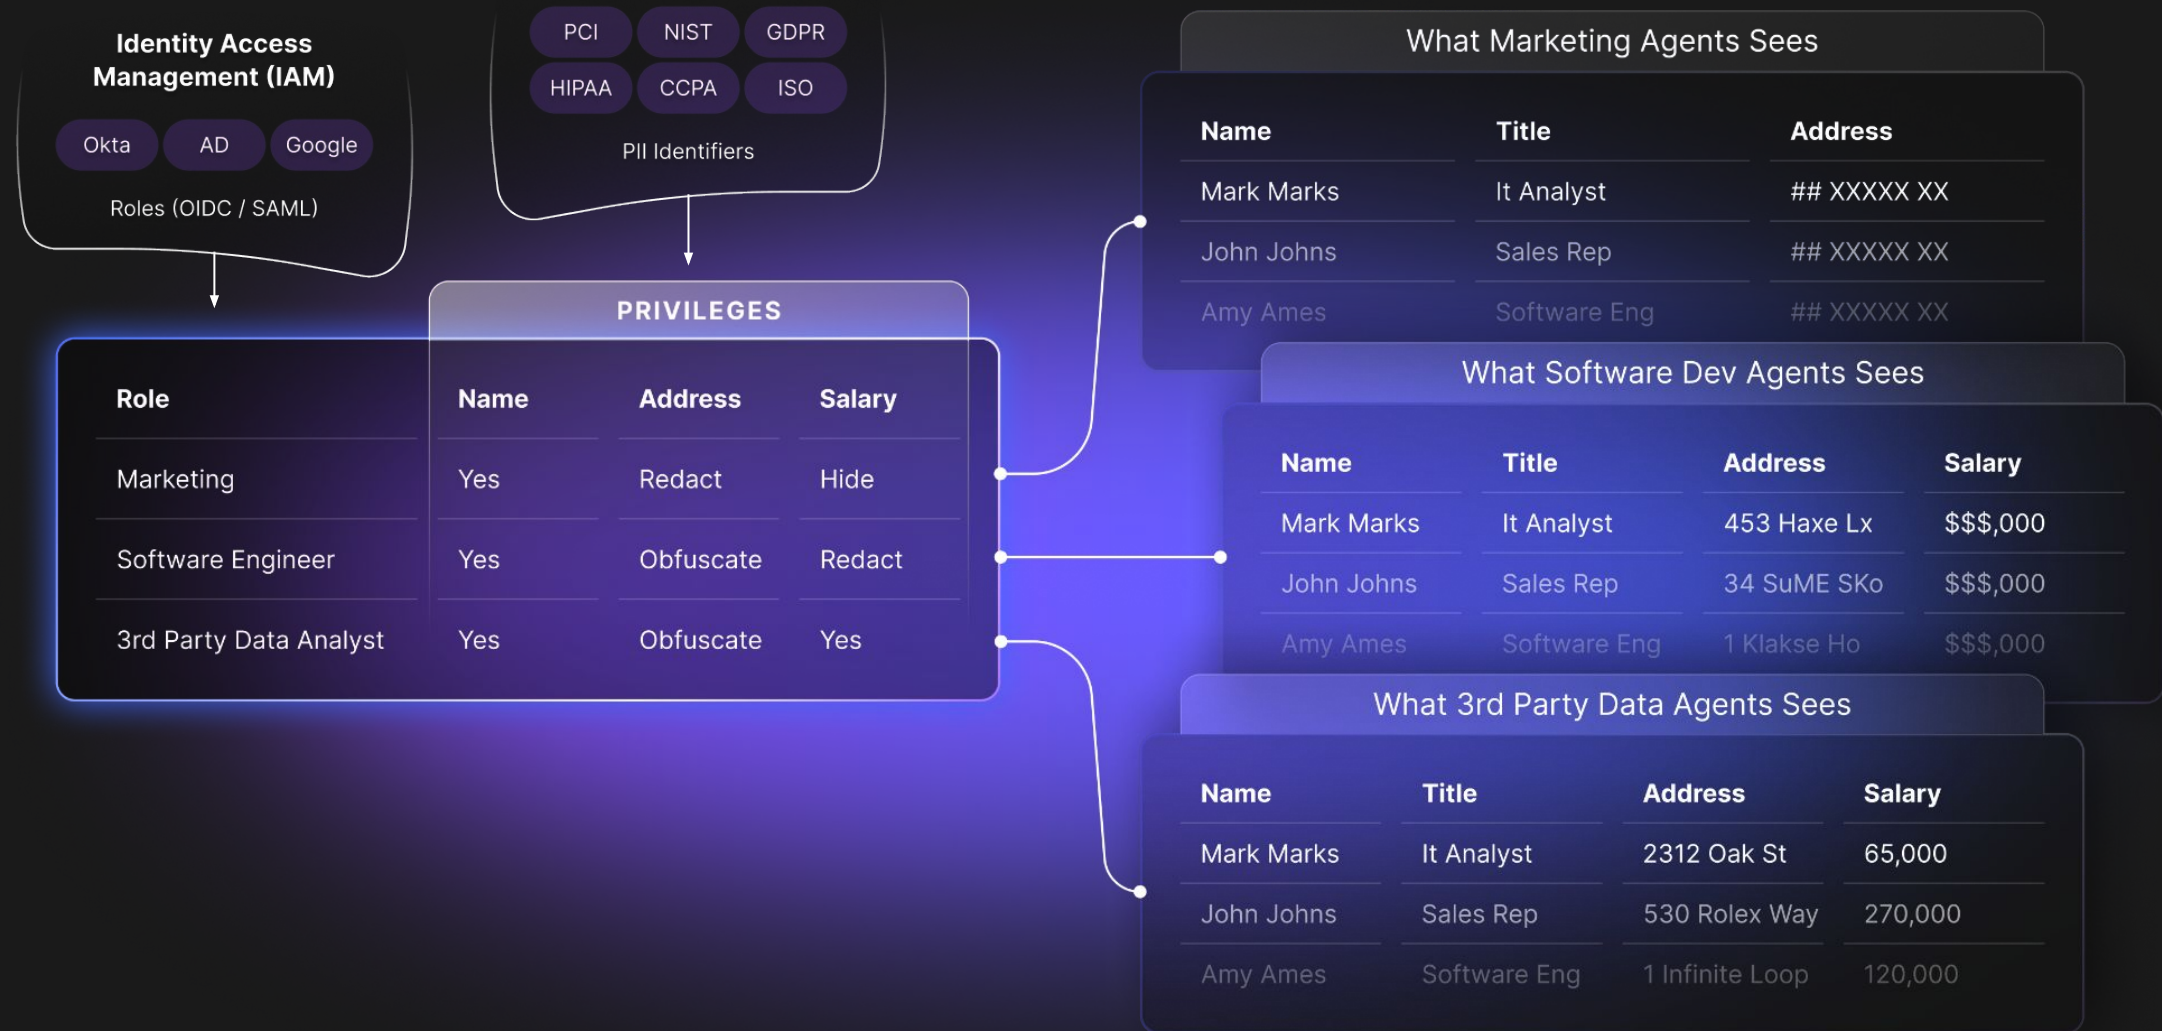 Identity Access
Management (IAM)
Okta AD Google
Roles (OIDC / SAML)
PCI NIST GDPR
HIPAA CCPA ISO
PII Identifiers
PRIVILEGES
Role Name Address Salary
Marketing Yes Redact Hide
Software Engineer Yes Obfuscate Redact
3rd Party Data Analyst Yes Obfuscate Yes
What Marketing Agents Sees
Name Title Address
Mark Marks It Analyst ## XXXXX XX
John Johns Sales Rep ## XXXXX XX
Amy Ames Software Eng ## XXXXX XX
What Software Dev Agents Sees
Name Title Address Salary
Mark Marks It Analyst 453 Haxe Lx $$$,000
John Johns Sales Rep 34 SuME SKo $$$,000
Amy Ames Software Eng 1 Klakse Ho $$$,000
What 3rd Party Data Agents Sees
Name Title Address Salary
Mark Marks It Analyst 2312 Oak St 65,000
John Johns Sales Rep 530 Rolex Way 270,000
Amy Ames Software Eng 1 Infinite Loop 120,000